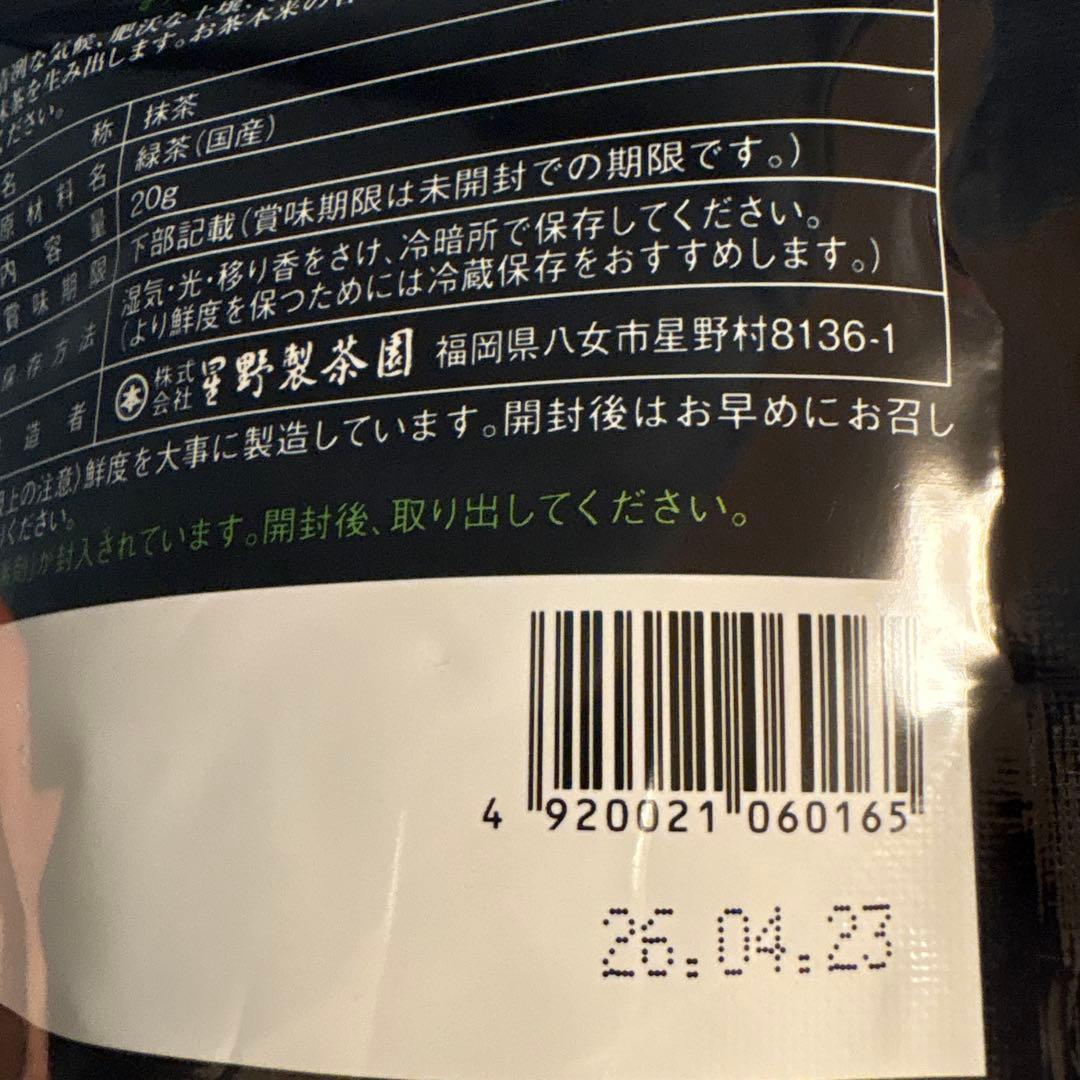 清冽な気候、肥沃な土壌、
抹茶を生み出します。お茶本来の
ください。
名 称 抹茶
原材料名 緑茶(国産)
内容量 20g
賞味期限 下部記載(賞味期限は未開封での期限です。)
保存方法 湿気・光・移り香をさけ、冷暗所で保存してください。
(より鮮度を保つためには冷蔵保存をおすすめします。)
造者 本 株式会社 星野製茶園 福岡県八女市星野村8136-1
上の注意)鮮度を大事に製造しています。開封後はお早めにお召し
ください。
が封入されています。開封後、取り出してください。
4 920021 060165
26.04.23